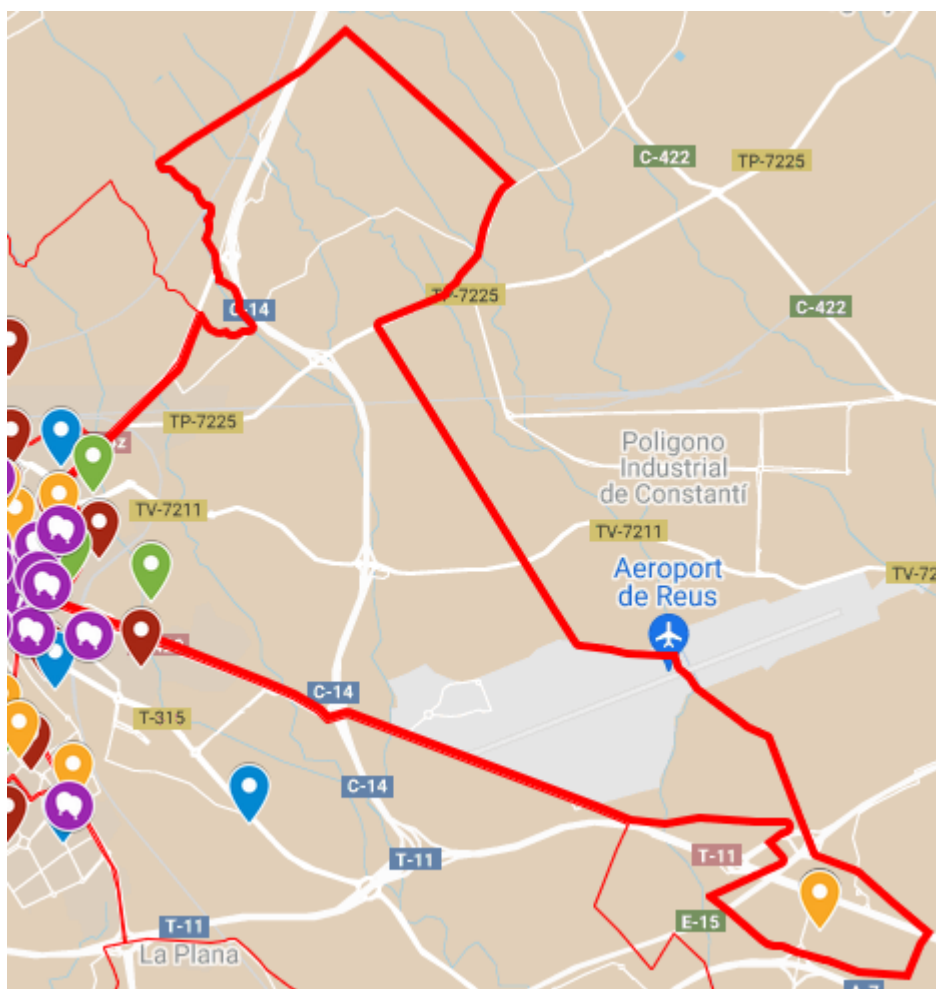 C-422
TP-7225
C-14
TP-7225
C-422
TP-7225
Poligono
Industrial
de Constantí
TV-7211
TV-7211
Aeroport
de Reus
TV-72
C-14
T-315
C-14
T-11
T-11
E-15
T-11
La Plana
A-7